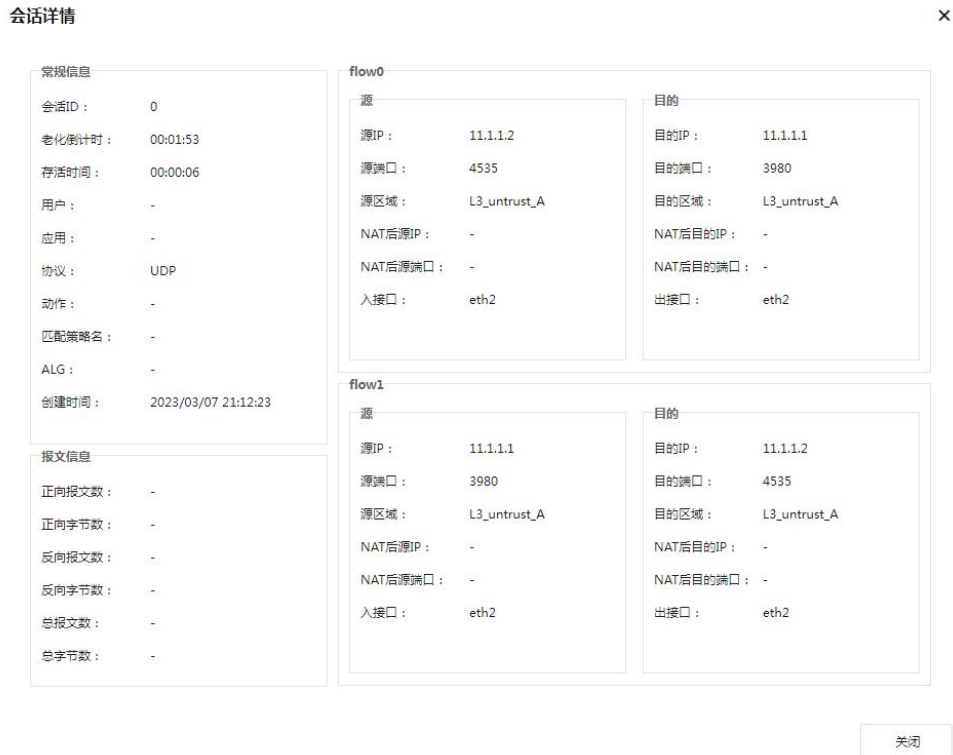 会话详情
常规信息
会话ID： 0
老化倒计时： 00:01:53
存活时间： 00:00:06
用户： -
应用： -
协议： UDP
动作： -
匹配策略名： -
ALG： -
创建时间： 2023/03/07 21:12:23
报文信息
正向报文数： -
正向字节数： -
反向报文数： -
反向字节数： -
总报文数： -
总字节数： -
flow0
源
源IP： 11.1.1.2
源端口： 4535
源区域： L3_untrust_A
NAT后源IP： -
NAT后源端口： -
入接口： eth2
目的
目的IP： 11.1.1.1
目的端口： 3980
目的区域： L3_untrust_A
NAT后目的IP： -
NAT后目的端口： -
出接口： eth2
flow1
源
源IP： 11.1.1.1
源端口： 3980
源区域： L3_untrust_A
NAT后源IP： -
NAT后源端口： -
入接口： eth2
目的
目的IP： 11.1.1.2
目的端口： 4535
目的区域： L3_untrust_A
NAT后目的IP： -
NAT后目的端口： -
出接口： eth2
关闭